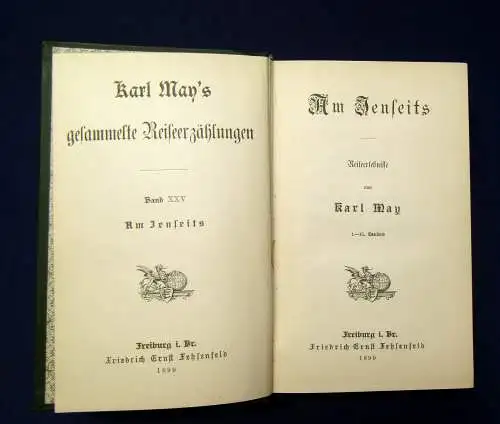 Karl May's
gesammelte Reiseerzählungen
Band XXV
Am Jenseits
Freiburg i. Br.
Friedrich Ernst Fehsenfeld
1899
Am Jenseits
Reiseerlebnisse
von
Karl May
Freiburg i. Br.
Friedrich Ernst Fehsenfeld
1899